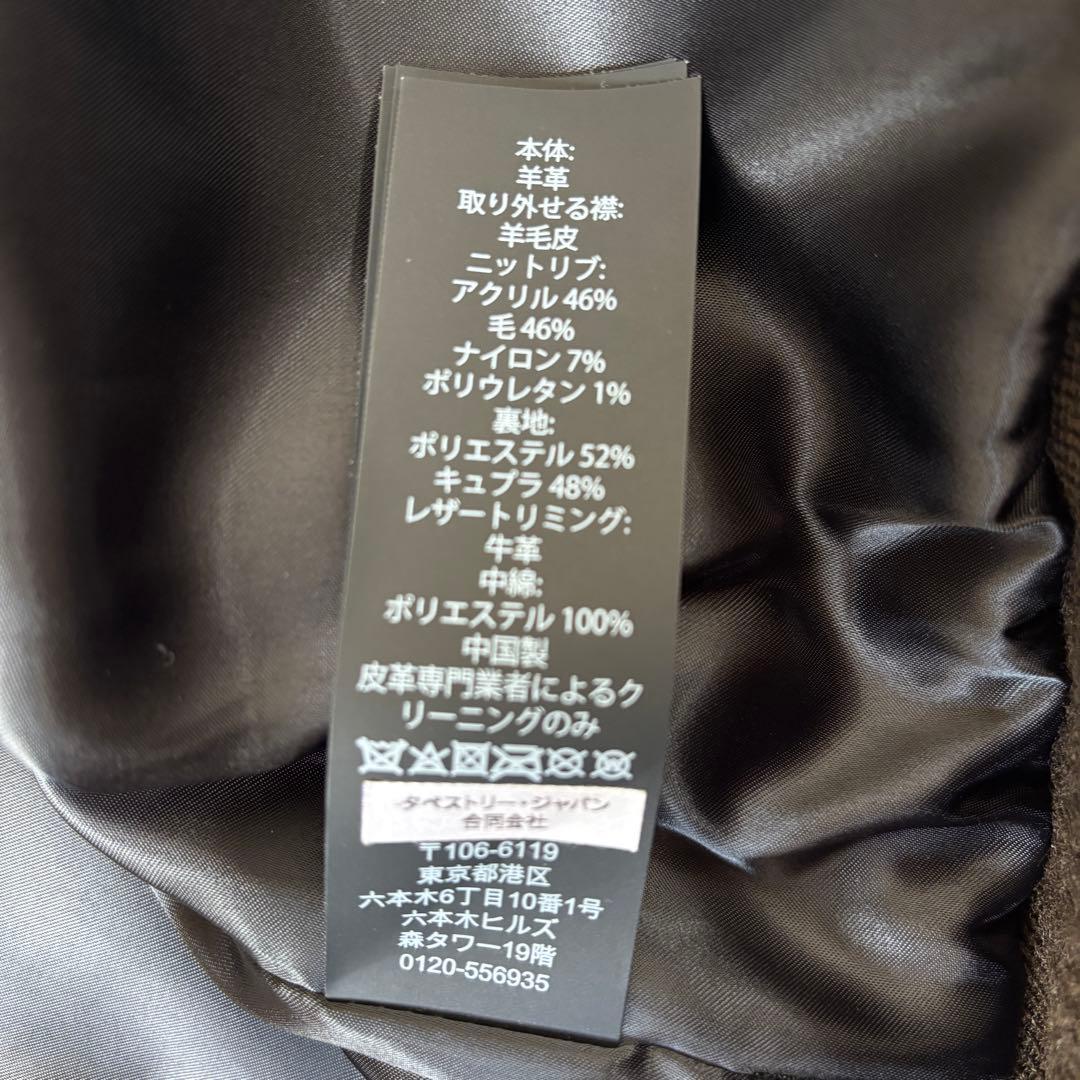 本体:
羊革
取り外せる襟:
羊毛皮
ニットリブ:
アクリル 46%
毛 46%
ナイロン 7%
ポリウレタン 1%
裏地:
ポリエステル 52%
キュプラ 48%
レザートリミング:
牛革
中綿:
ポリエステル 100%
中国製
皮革専門業者によるク
リーニングのみ
タペストリー・ジャパン
合同会社
〒106-6119
東京都港区
六本木6丁目10番1号
六本木ヒルズ
森タワー19階
0120-556935